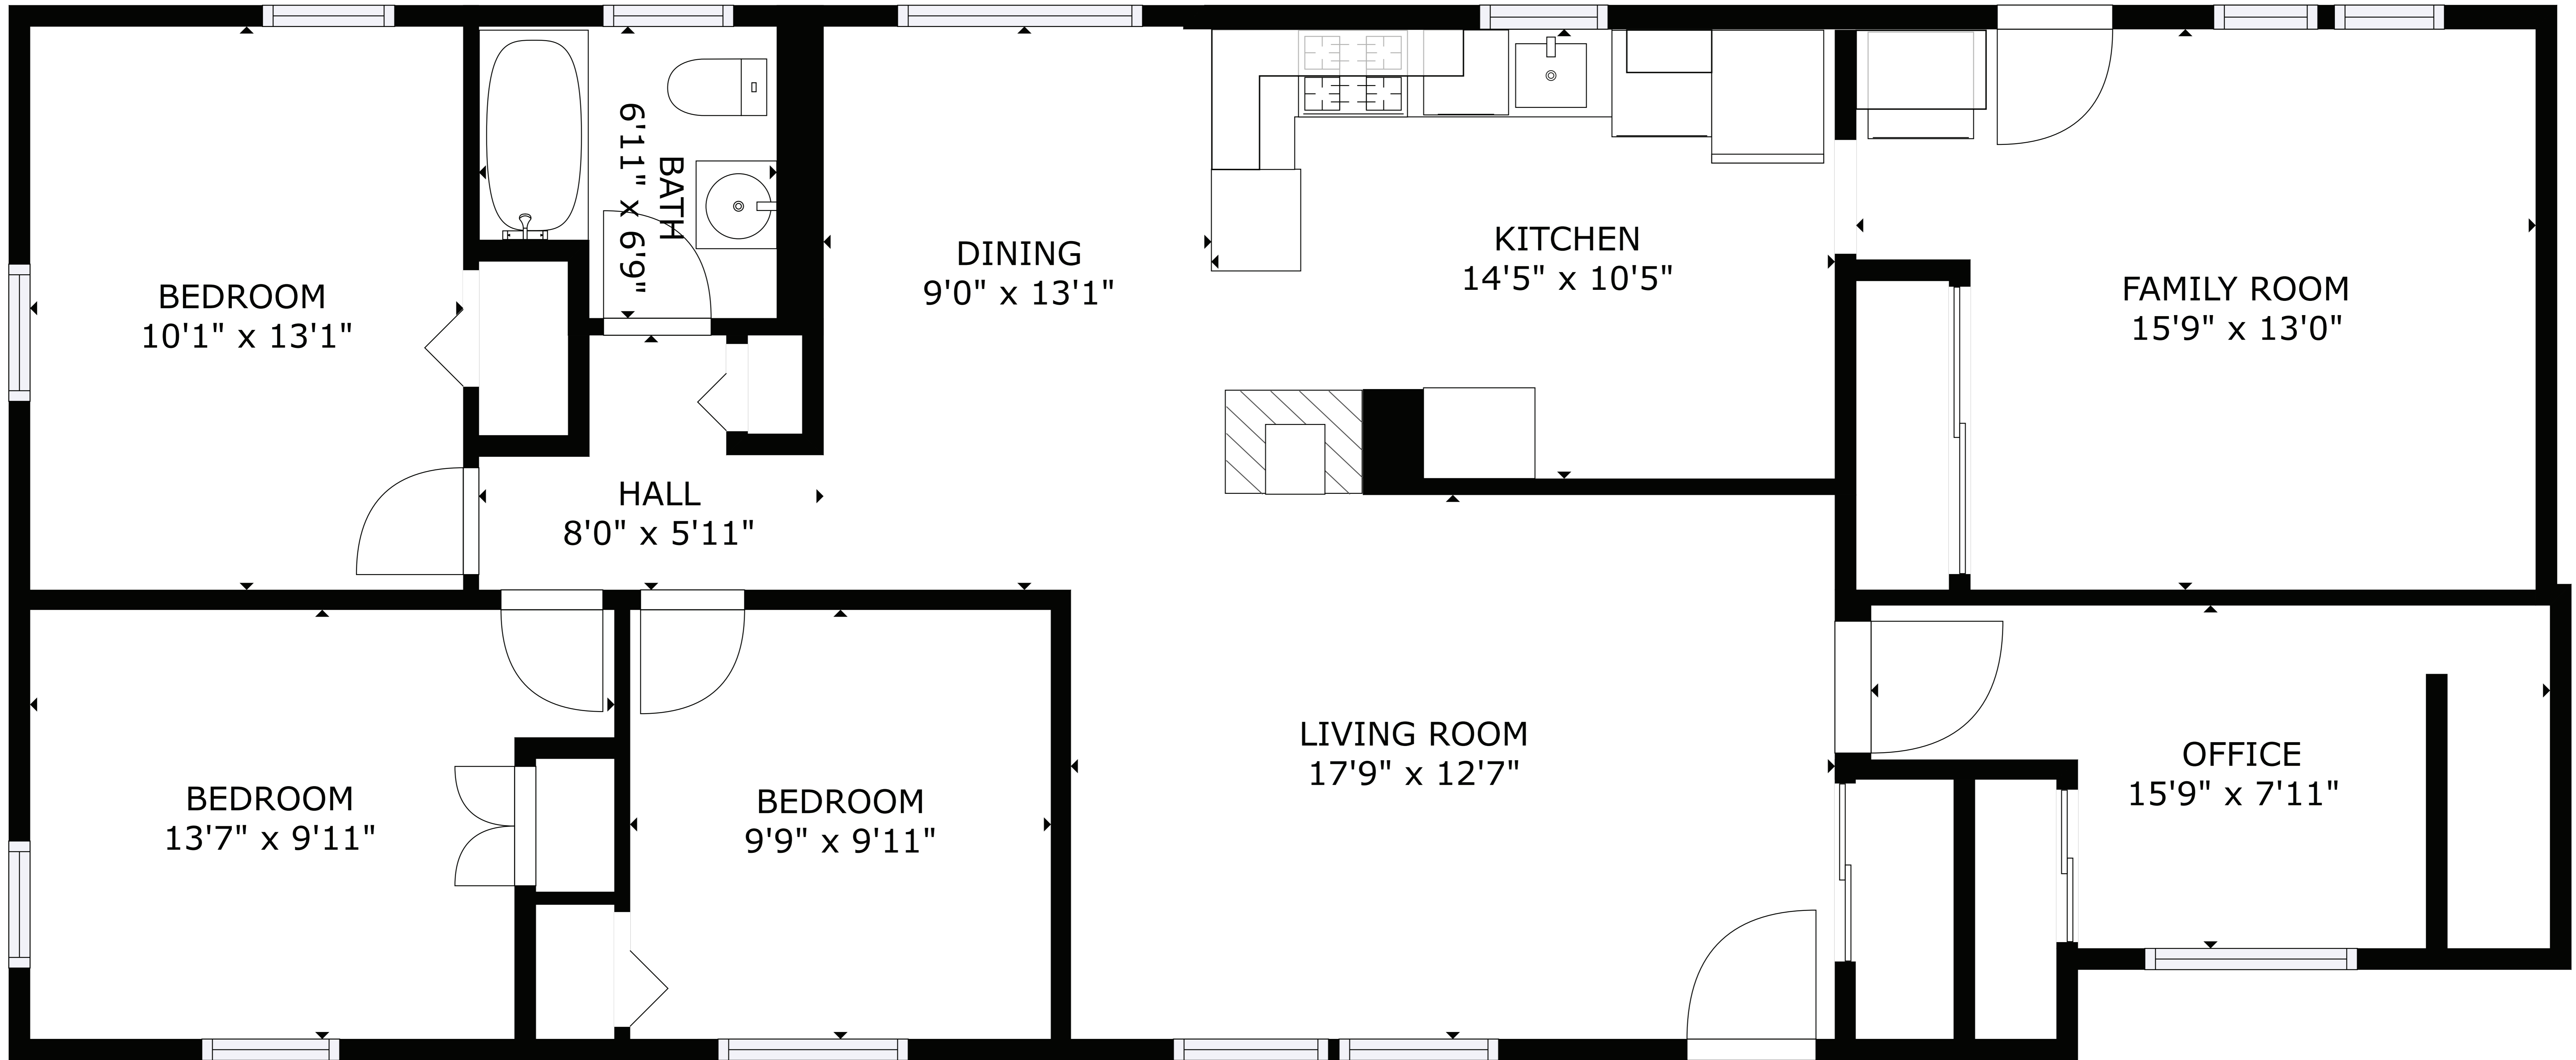 BEDROOM
10'1" x 13'1"
BATH
6'11" x 6'9"
HALL
8'0" x 5'11"
DINING
9'0" x 13'1"
KITCHEN
14'5" x 10'5"
FAMILY ROOM
15'9" x 13'0"
BEDROOM
13'7" x 9'11"
BEDROOM
9'9" x 9'11"
LIVING ROOM
17'9" x 12'7"
OFFICE
15'9" x 7'11"